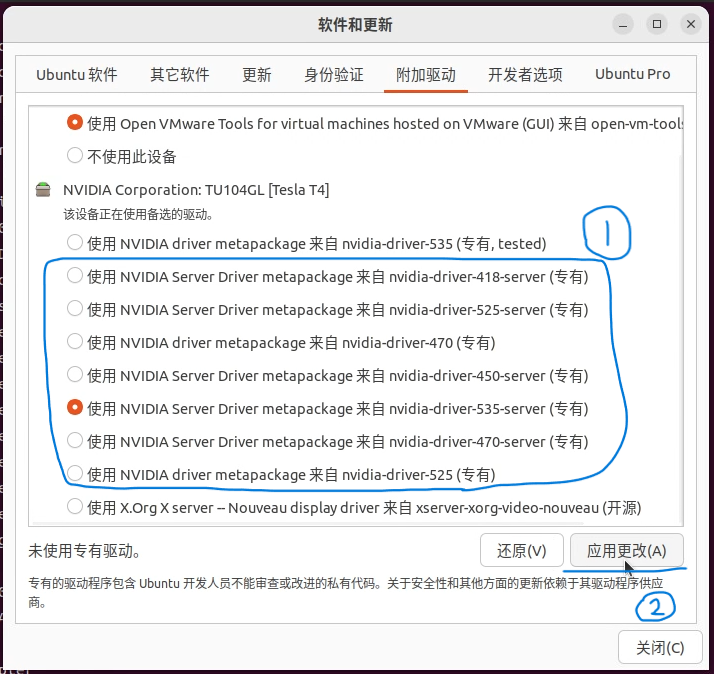 软件和更新
Ubuntu 软件 其它软件 更新 身份验证 附加驱动 开发者选项 Ubuntu Pro
使用 Open VMware Tools for virtual machines hosted on VMware (GUI) 来自 open-vm-tools
不使用此设备
NVIDIA Corporation: TU104GL [Tesla T4]
该设备正在使用备选的驱动。
1
使用 NVIDIA driver metapackage 来自 nvidia-driver-535 (专有, tested)
使用 NVIDIA Server Driver metapackage 来自 nvidia-driver-418-server (专有)
使用 NVIDIA Server Driver metapackage 来自 nvidia-driver-525-server (专有)
使用 NVIDIA driver metapackage 来自 nvidia-driver-470 (专有)
使用 NVIDIA Server Driver metapackage 来自 nvidia-driver-450-server (专有)
使用 NVIDIA Server Driver metapackage 来自 nvidia-driver-535-server (专有)
使用 NVIDIA Server Driver metapackage 来自 nvidia-driver-470-server (专有)
使用 NVIDIA driver metapackage 来自 nvidia-driver-525 (专有)
使用 X.Org X server -- Nouveau display driver 来自 xserver-xorg-video-nouveau (开源)
未使用专有驱动。 还原(V) 应用更改(A)
专有的驱动程序包含 Ubuntu 开发人员不能审查或改进的私有代码。关于安全性和其他方面的更新依赖于其驱动程序供应
商。
2
关闭(C)